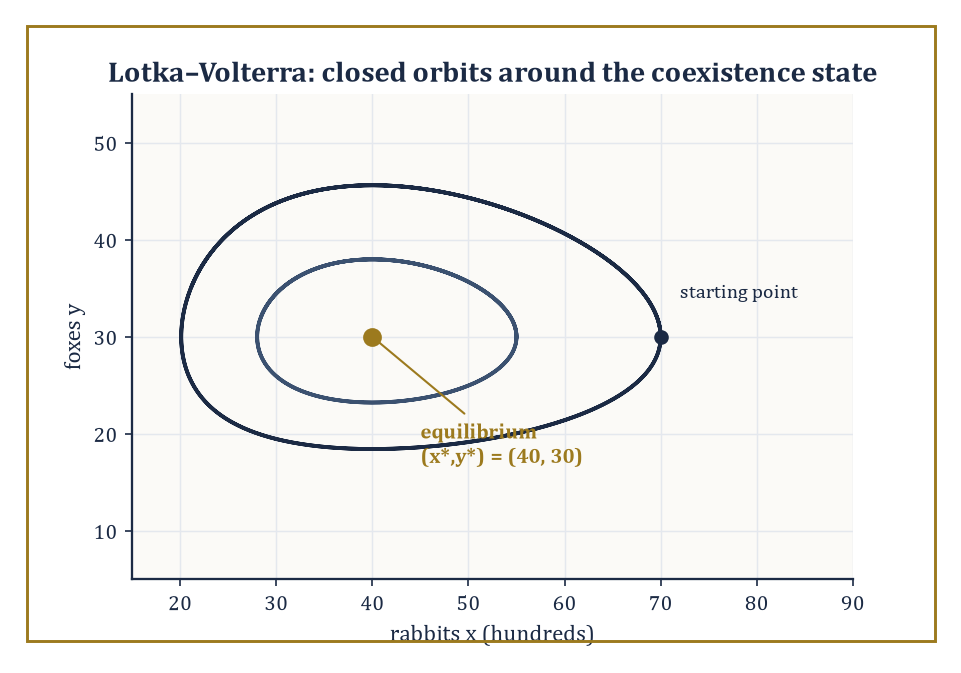 Lotka–Volterra: closed orbits around the coexistence state
50
40
30
20
10
foxes y
starting point
equilibrium
(x*,y*) = (40, 30)
20 30 40 50 60 70 80 90
rabbits x (hundreds)